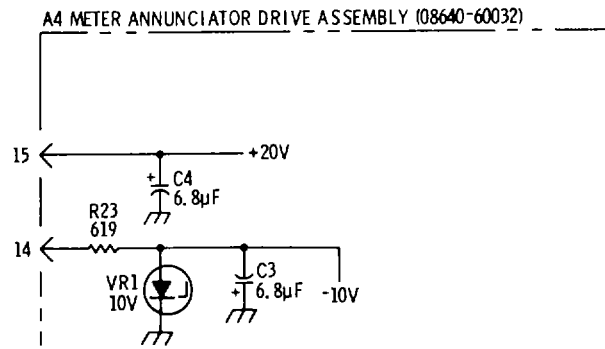 A4 METER ANNUNCIATOR DRIVE ASSEMBLY (08640-60032)
15
+20V
+
C4
6.8μF
R23
619
14
VR1
10V
C3
+
6.8μF
-10V